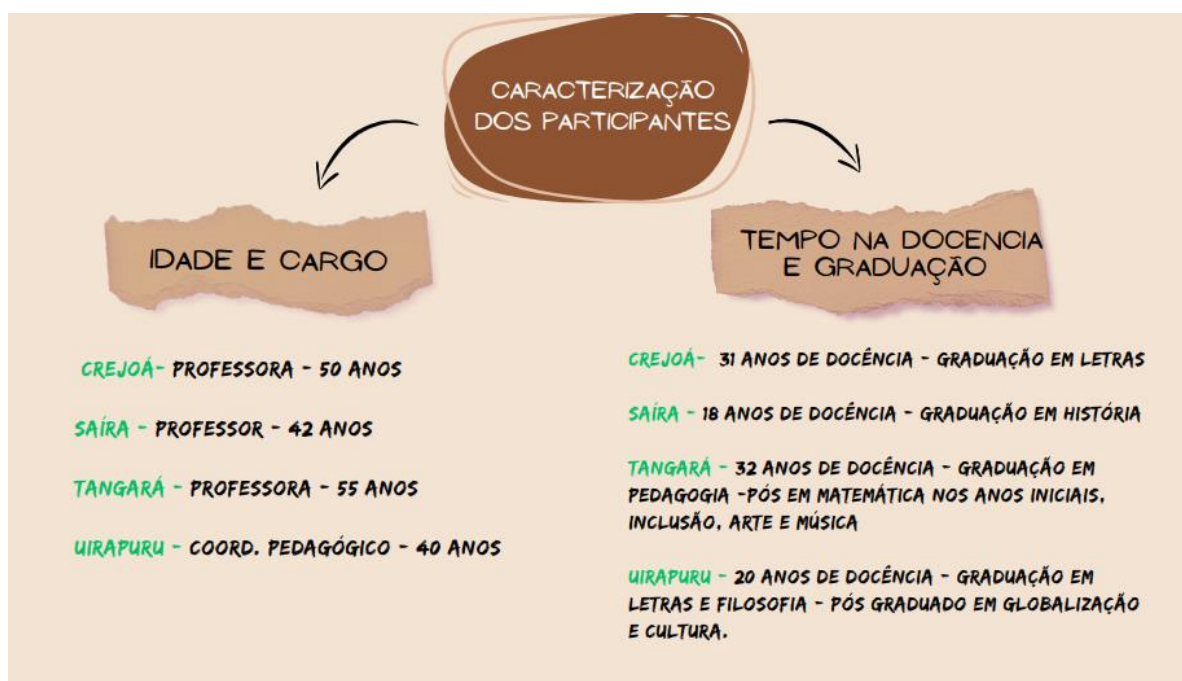 CARACTERIZAÇÃO
DOS PARTICIPANTES
IDADE E CARGO
CREJOÁ- PROFESSORA - 50 ANOS
SAÍRA - PROFESSOR - 42 ANOS
TANGARÁ - PROFESSORA - 55 ANOS
UIRAPURU - COORD. PEDAGÓGICO - 40 ANOS
TEMPO NA DOCENCIA
E GRADUAÇÃO
CREJOÁ- 31 ANOS DE DOCÊNCIA - GRADUAÇÃO EM LETRAS
SAÍRA - 18 ANOS DE DOCÊNCIA - GRADUAÇÃO EM HISTÓRIA
TANGARÁ - 32 ANOS DE DOCÊNCIA - GRADUAÇÃO EM
PEDAGOGIA -PÓS EM MATEMÁTICA NOS ANOS INICIAIS,
INCLUSÃO, ARTE E MÚSICA
UIRAPURU - 20 ANOS DE DOCÊNCIA - GRADUAÇÃO EM
LETRAS E FILOSOFIA - PÓS GRADUADO EM GLOBALIZAÇÃO
E CULTURA.